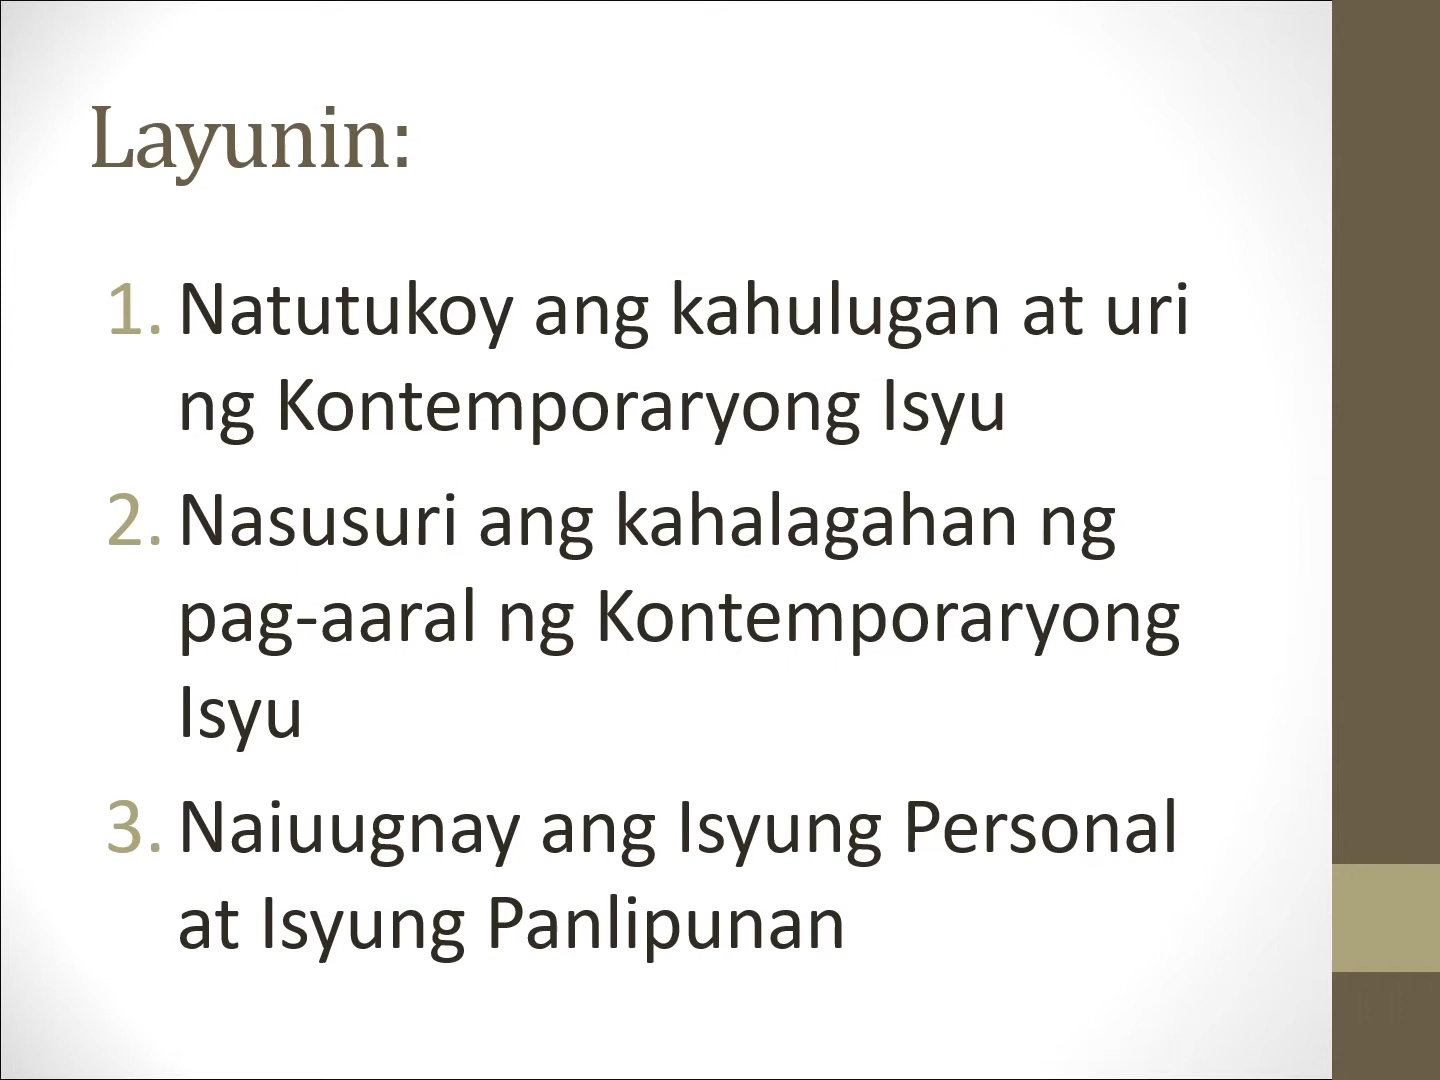 Layunin:
1. Natutukoy ang kahulugan at uri
ng Kontemporaryong Isyu
2. Nasusuri ang kahalagahan ng
pag-aaral ng Kontemporaryong
Isyu
3. Naiuugnay ang Isyung Personal
at Isyung Panlipunan